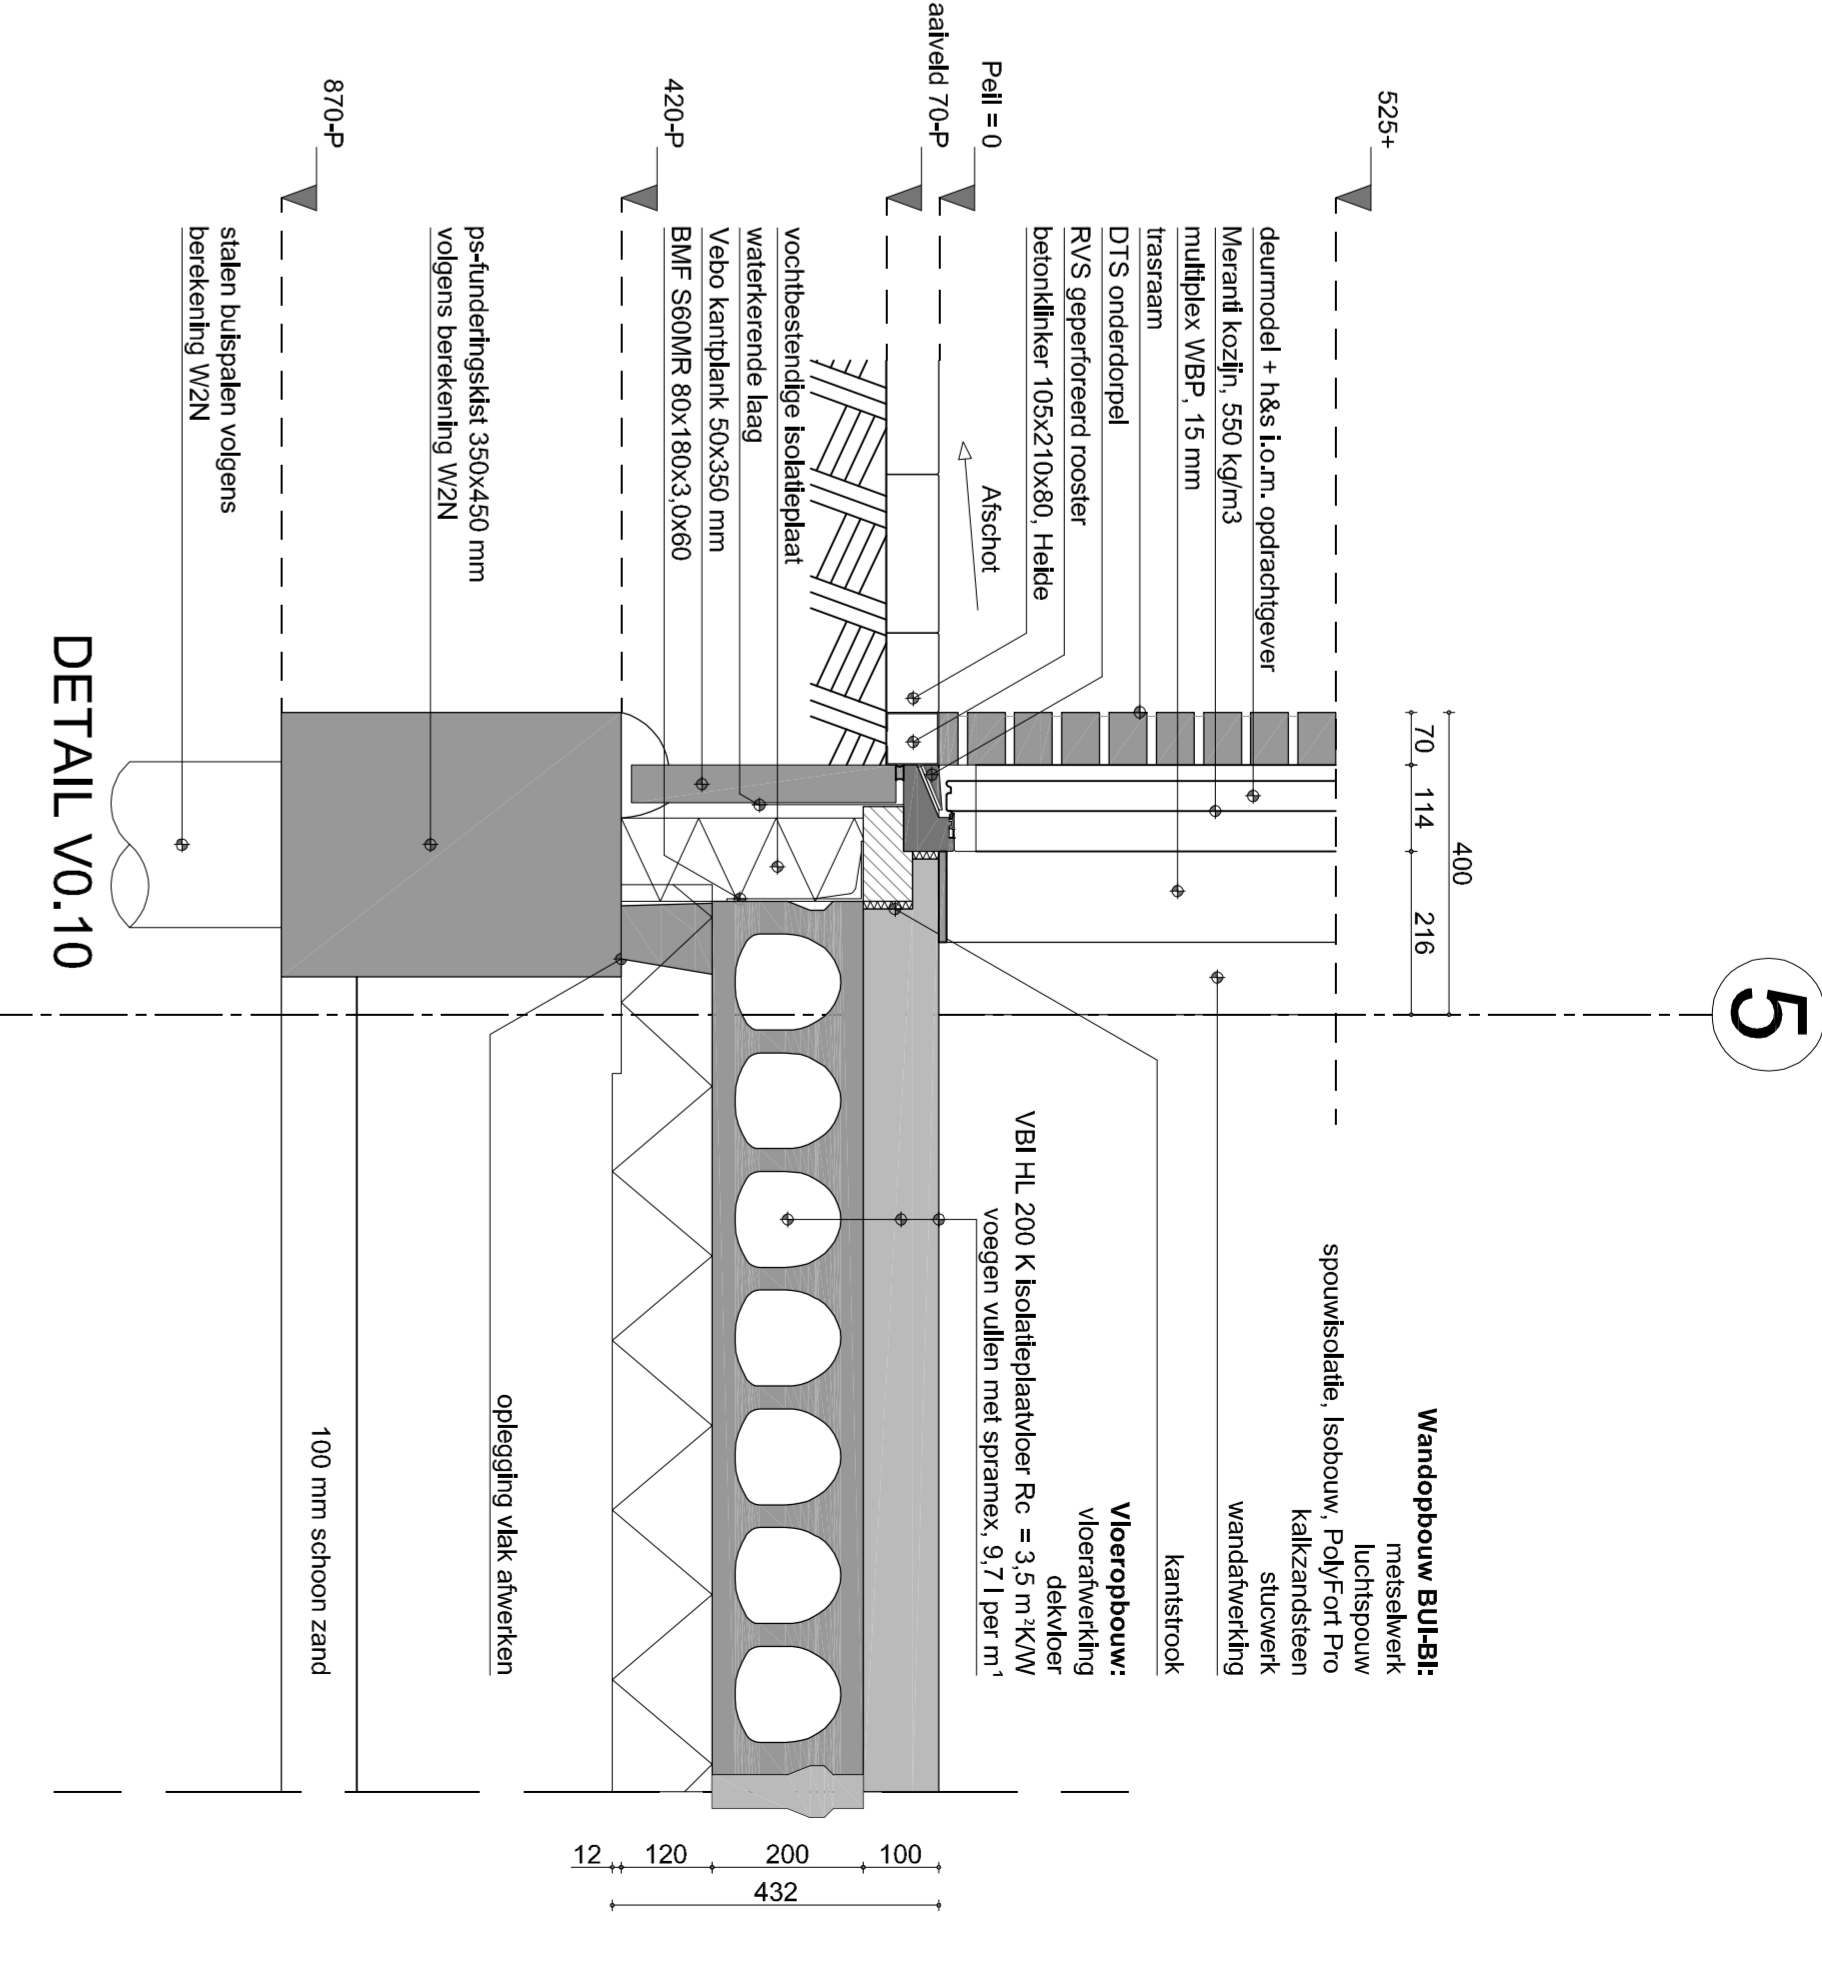 5
400
70
114
216
525+
Peil = 0
aaiveld 70-P
420-P
870-P
deurmodel + h&s i.o.m. opdrachtgever
Meranti kozijn, 550 kg/m3
multiplex WBP, 15 mm
trasraam
DTS onderdorpel
RVS geperforeerd rooster
betonklinker 105x210x80, Heide
Afschot
vochtbestendige isolatieplaat
waterkerende laag
Vebo kantplank 50x350 mm
BMF S60MR 80x180x3,0x60
ps-funderingskist 350x450 mm
volgens berekening W2N
stalen buispalen volgens
berekening W2N
Wandopbouw BUI-BI:
metselwerk
luchtspouw
spouwisolatie, Isobouw, PolyFort Pro
kalkzandsteen
stucwerk
wandafwerking
kantstrook
Vloeropbouw:
vloerafwerking
dekvloer
VBI HL 200 K isolatieplaatvloer Rc = 3,5 m²K/W
voegen vullen met spramex, 9,7 l per m¹
oplegging vlak afwerken
100 mm schoon zand
100
200
120
12
432
DETAIL V0.10